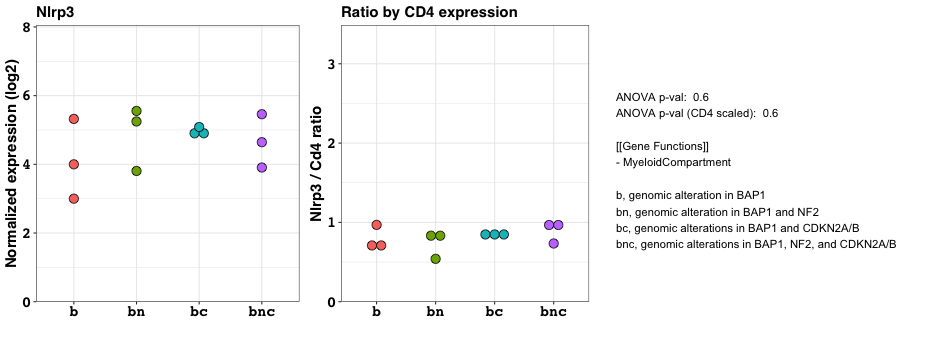 Nlrp3
Normalized expression (log2)
8
6
4
2
0
b bn bc bnc
Ratio by CD4 expression
Nlrp3 / Cd4 ratio
3
2
1
0
b bn bc bnc
ANOVA p-val: 0.6
ANOVA p-val (CD4 scaled): 0.6
[[Gene Functions]]
- MyeloidCompartment
b, genomic alteration in BAP1
bn, genomic alteration in BAP1 and NF2
bc, genomic alterations in BAP1 and CDKN2A/B
bnc, genomic alterations in BAP1, NF2, and CDKN2A/B